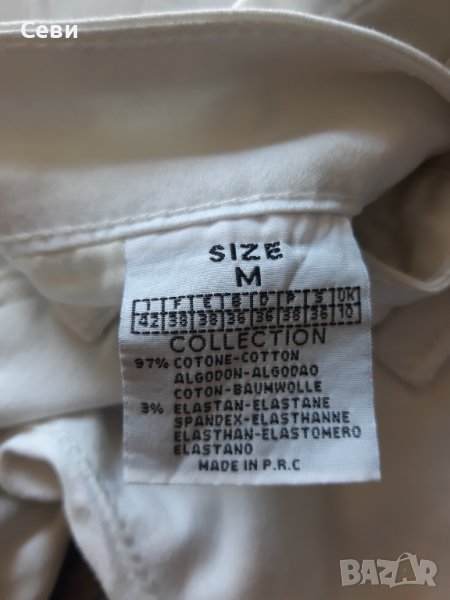 Севи
SIZE
M
I F E B D P S UK
42 38 38 36 36 38 36 10
COLLECTION
97% COTONE-COTTON
ALGODON-ALGODAO
COTON-BAUMWOLLE
3% ELASTAN-ELASTANE
SPANDEX-ELASTHANNE
ELASTHAN-ELASTOMERO
ELASTANO
MADE IN P.R.C
BAZAR